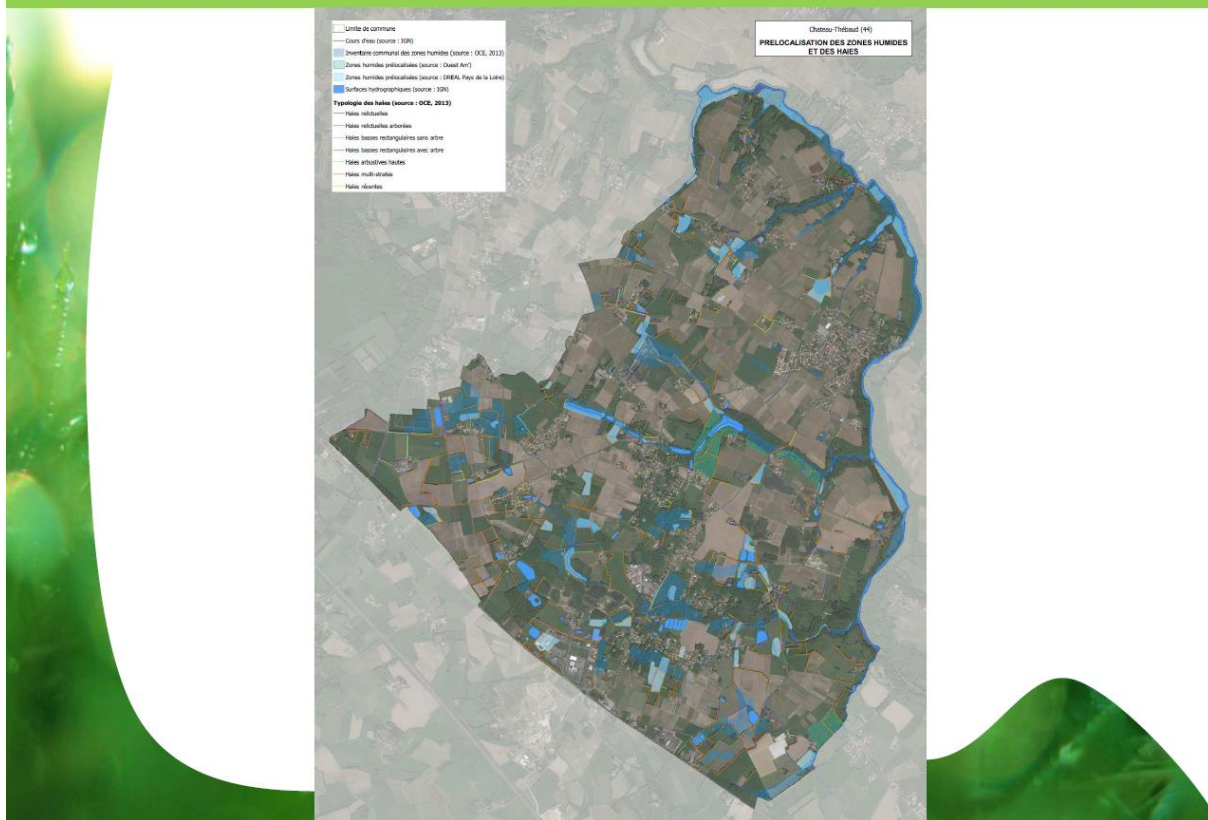 Limite de commune
Cours d'eau (source : IGN)
Inventaire communal des zones humides (source : OCE, 2013)
Zones humides prélocalisées (source : Ouest Am')
Zones humides prélocalisées (source : DREAL Pays de la Loire)
Surfaces hydrographiques (source : IGN)
Typologie des haies (source : OCE, 2013)
Haies relictuelles
Haies relictuelles arborées
Haies basses rectangulaires sans arbre
Haies basses rectangulaires avec arbre
Haies arbustives hautes
Haies multi-strates
Haies récentes
Chateau-Thébaud (44)
PRELOCALISATION DES ZONES HUMIDES
ET DES HAIES